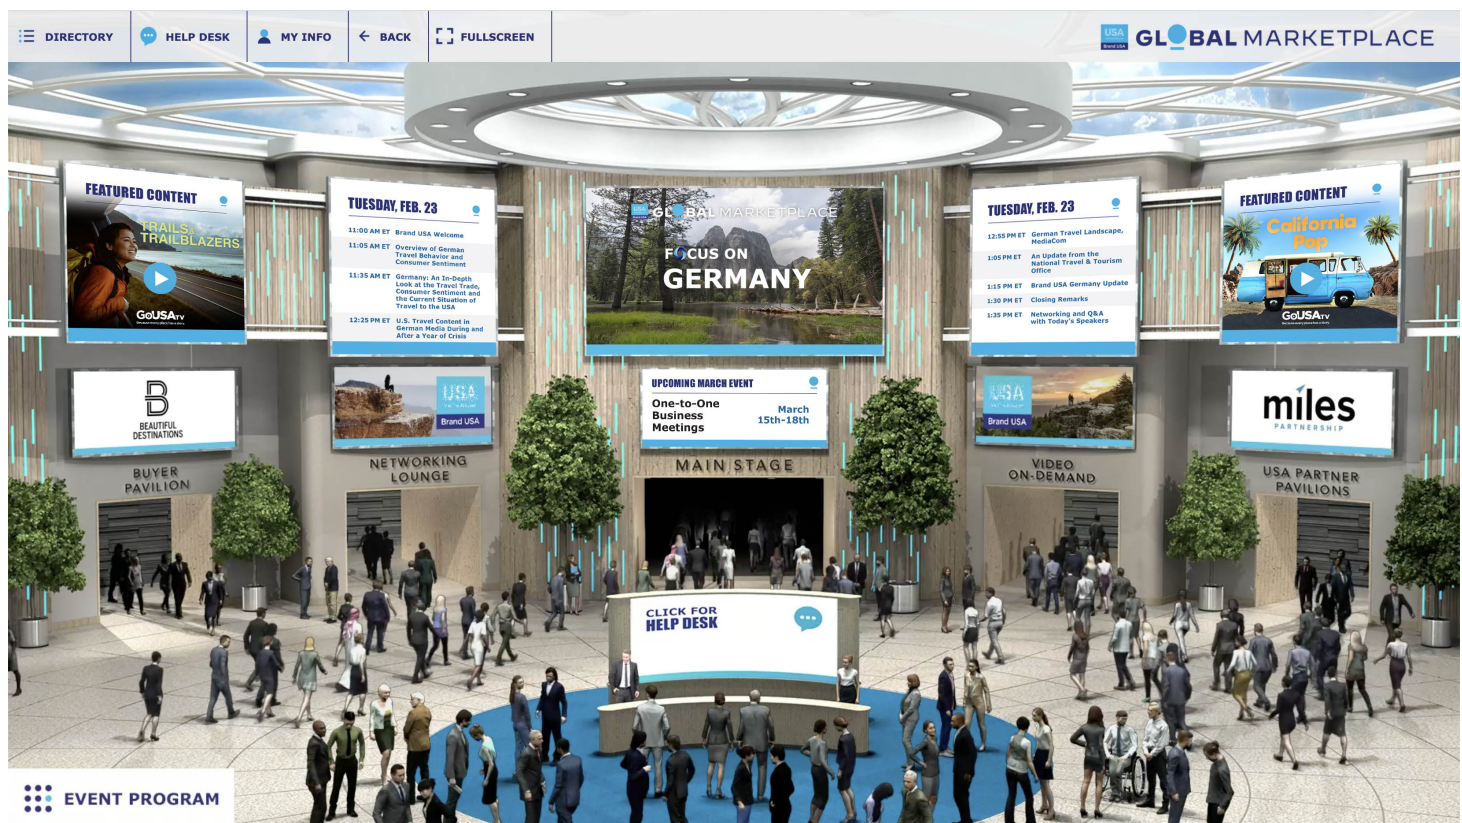 DIRECTORY
HELP DESK
MY INFO
BACK
FULLSCREEN
USA
Brand USA
GLOBAL MARKETPLACE
FEATURED CONTENT
TRAILS &
TRAILBLAZERS
GoUSATV
TUESDAY, FEB. 23
11:00 AM ET Brand USA Welcome
11:05 AM ET Overview of German
Travel Behavior and
Consumer Sentiment
11:35 AM ET Germany: An In-Depth
Look at the Travel Trade,
Consumer Sentiment and
the Current Situation of
Travel to the USA
12:25 PM ET U.S. Travel Content in
German Media During and
After a Year of Crisis
USA
GLOBAL MARKETPLACE
FOCUS ON
GERMANY
TUESDAY, FEB. 23
12:55 PM ET German Travel Landscape,
MediaCom
1:05 PM ET An Update from the
National Travel & Tourism
Office
1:15 PM ET Brand USA Germany Update
1:30 PM ET Closing Remarks
1:35 PM ET Networking and Q&A
with Today's Speakers
FEATURED CONTENT
California
Pop
GoUSATV
B
BEAUTIFUL
DESTINATIONS
USA
Brand USA
UPCOMING MARCH EVENT
One-to-One
Business
Meetings
March
15th-18th
USA
Brand USA
miles
PARTNERSHIP
BUYER
PAVILION
NETWORKING
LOUNGE
MAIN STAGE
VIDEO
ON-DEMAND
USA PARTNER
PAVILIONS
CLICK FOR
HELP DESK
EVENT PROGRAM